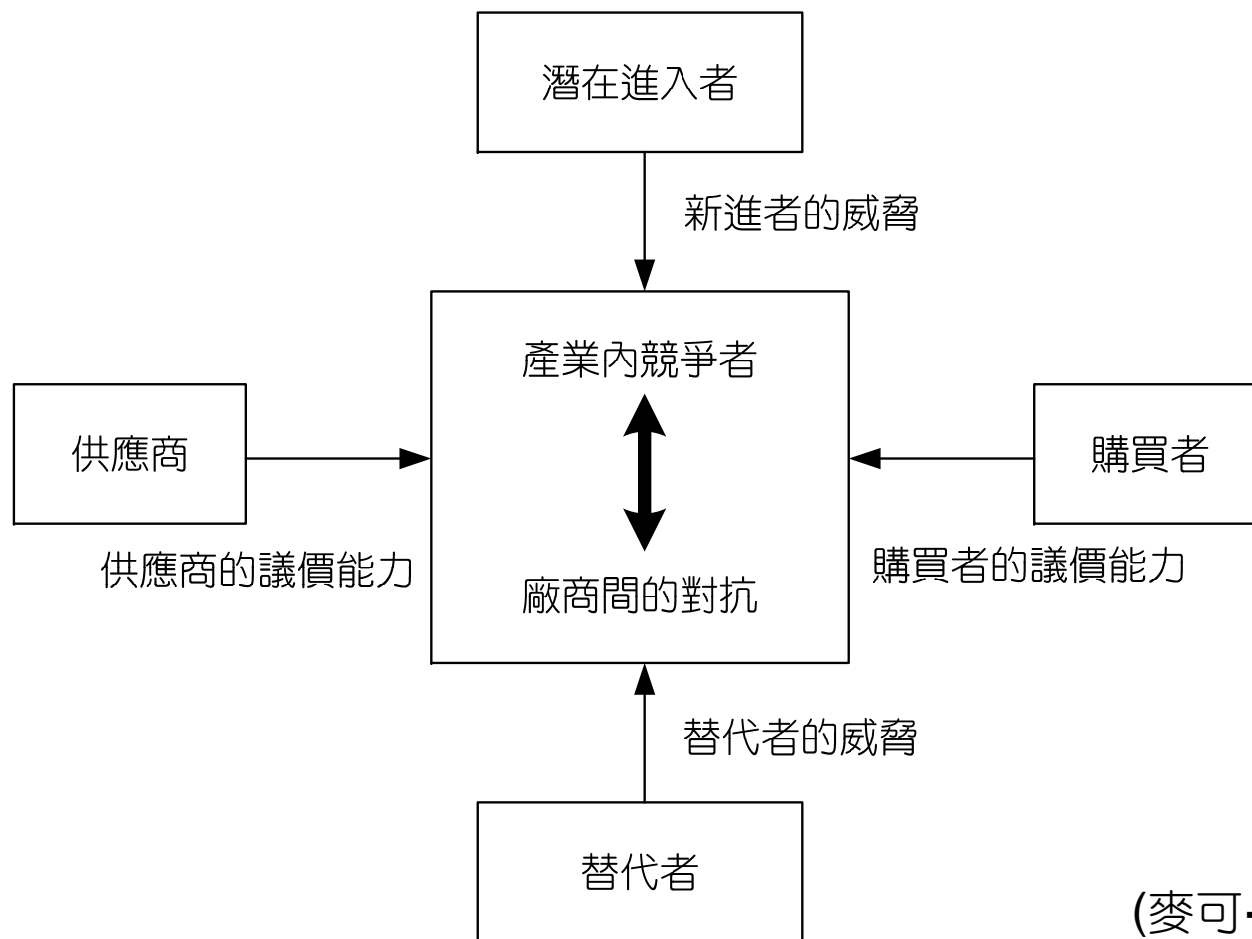 潛在進入者
新進者的威脅
產業內競爭者
供應商
購買者
供應商的議價能力
購買者的議價能力
廠商間的對抗
替代者的威脅
替代者
(麥可·